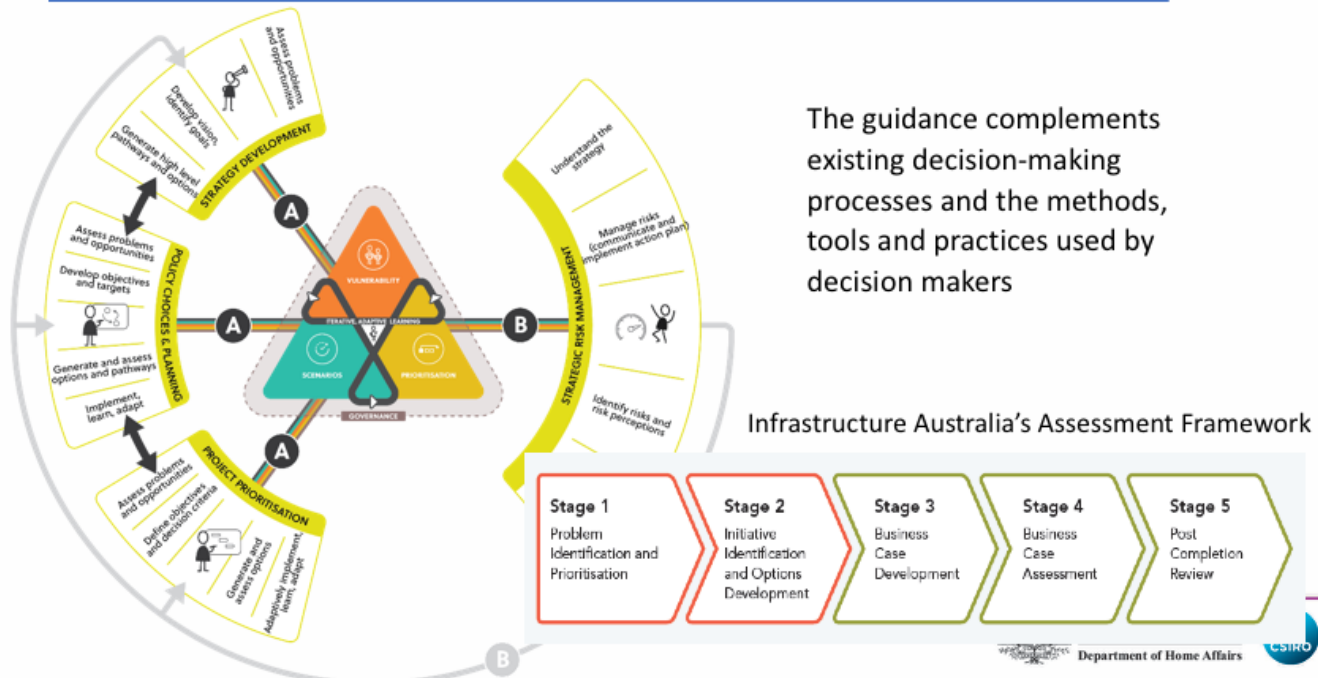 Assess problems
and opportunities
Develop vision,
identify goals
Generate high level
pathways and options
STRATEGY DEVELOPMENT
Assess problems
and opportunities
Develop objectives
and targets
Generate and assess
options and pathways
Implement,
learn, adapt
POLICY CHOICES & PLANNING
Assess problems
and opportunities
Define objectives
and decision criteria
Generate and
assess options
Adaptively implement,
learn, adapt
PROJECT PRIORITISATION
A
A
A
B
B
VULNERABILITY
ITERATIVE, ADAPTIVE LEARNING
SCENARIOS
PRIORITISATION
GOVERNANCE
STRATEGIC RISK MANAGEMENT
Understand the
strategy
Manage risks
(communicate and
implement action plan)
Identify risks and
risk perceptions
The guidance complements
existing decision-making
processes and the methods,
tools and practices used by
decision makers
Infrastructure Australia's Assessment Framework
Stage 1
Problem
Identification and
Prioritisation
Stage 2
Initiative
Identification
and Options
Development
Stage 3
Business
Case
Development
Stage 4
Business
Case
Assessment
Stage 5
Post
Completion
Review
Department of Home Affairs
CSIRO